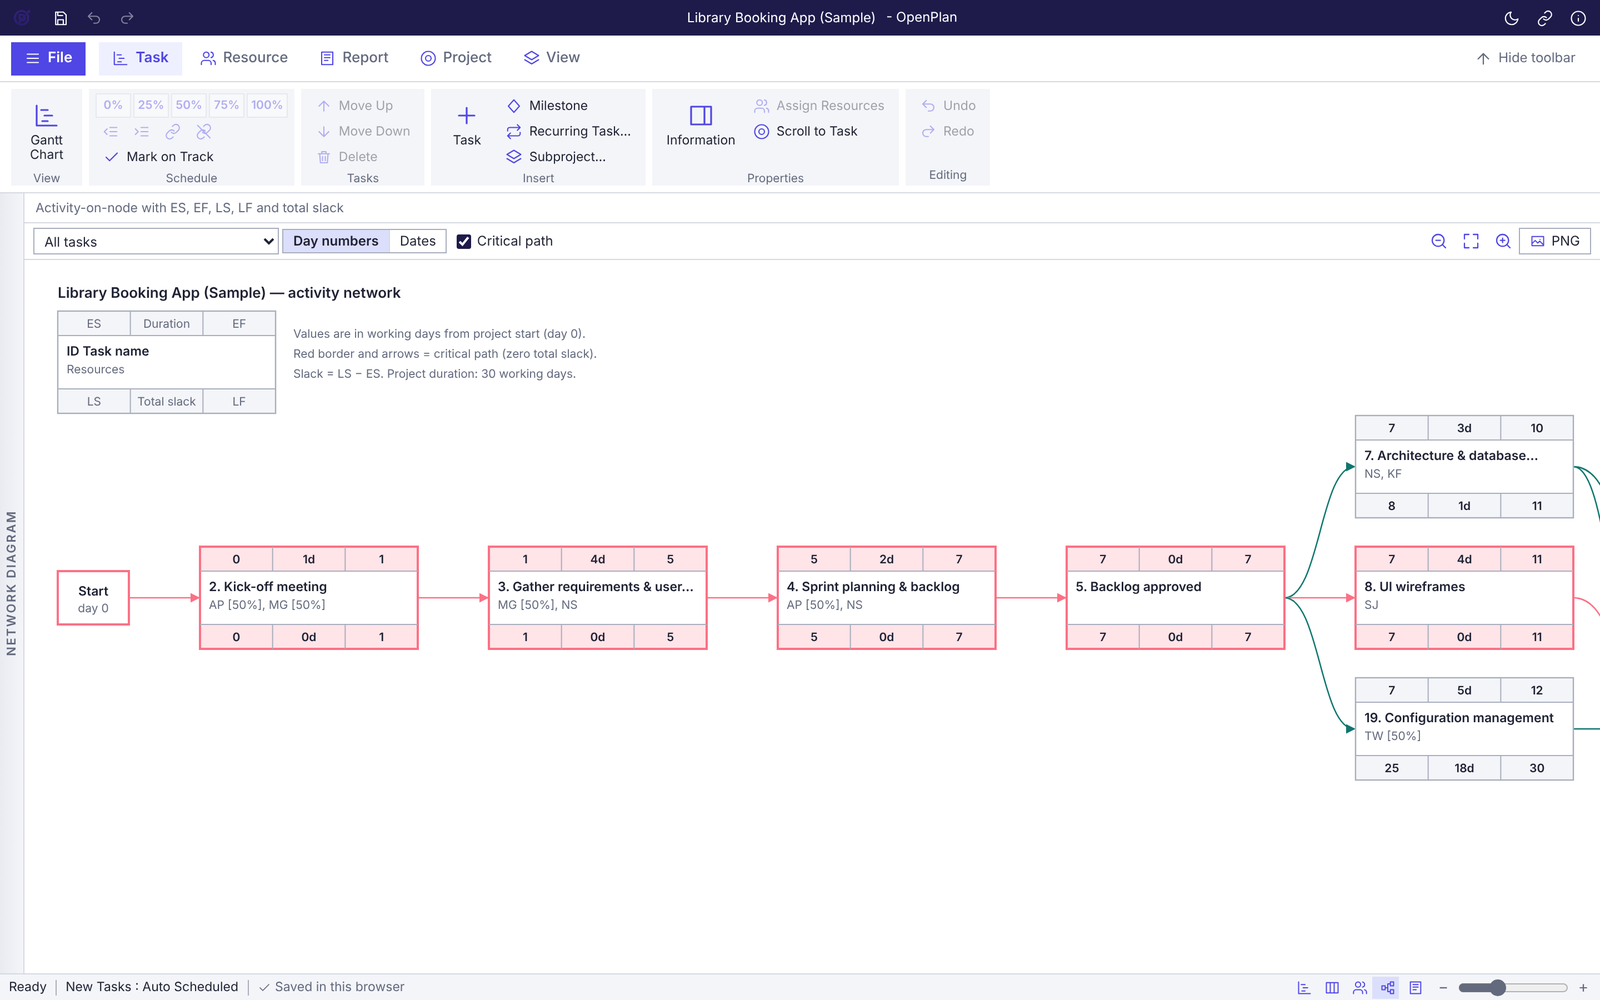 Library Booking App (Sample) - OpenPlan
File
Task
Resource
Report
Project
View
Hide toolbar
Gantt
Chart
View
0% 25% 50% 75% 100%
Mark on Track
Schedule
Move Up
Move Down
Delete
Tasks
Task
Milestone
Recurring Task...
Subproject...
Insert
Information
Assign Resources
Scroll to Task
Properties
Undo
Redo
Editing
Activity-on-node with ES, EF, LS, LF and total slack
All tasks
Day numbers
Dates
Critical path
PNG
NETWORK DIAGRAM
Library Booking App (Sample) — activity network
ES Duration EF
ID Task name
Resources
LS Total slack LF
Values are in working days from project start (day 0).
Red border and arrows = critical path (zero total slack).
Slack = LS − ES. Project duration: 30 working days.
Start
day 0
0 1d 1
2. Kick-off meeting
AP [50%], MG [50%]
0 0d 1
1 4d 5
3. Gather requirements & user...
MG [50%], NS
1 0d 5
5 2d 7
4. Sprint planning & backlog
AP [50%], NS
5 0d 7
7 0d 7
5. Backlog approved
7 0d 7
7 3d 10
7. Architecture & database...
NS, KF
8 1d 11
7 4d 11
8. UI wireframes
SJ
7 0d 11
7 5d 12
19. Configuration management
TW [50%]
25 18d 30
Ready
New Tasks : Auto Scheduled
Saved in this browser